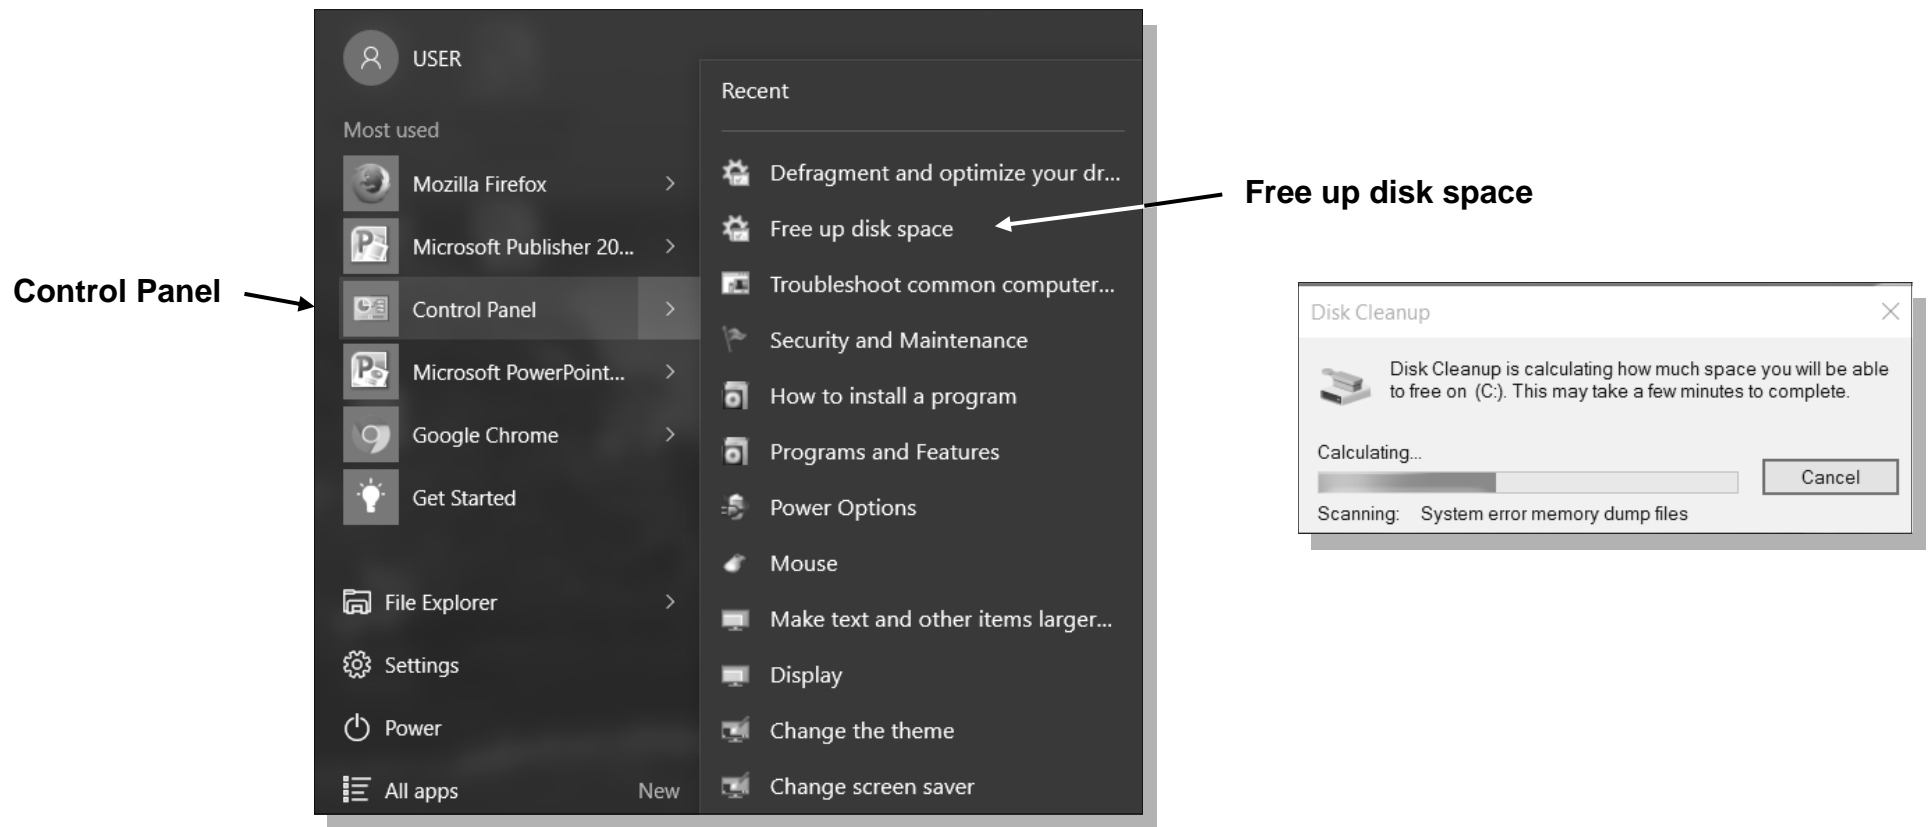 Control Panel
USER
Most used
Mozilla Firefox
Microsoft Publisher 20...
Control Panel
Microsoft PowerPoint...
Google Chrome
Get Started
File Explorer
Settings
Power
All apps New
Recent
Defragment and optimize your dr...
Free up disk space
Troubleshoot common computer...
Security and Maintenance
How to install a program
Programs and Features
Power Options
Mouse
Make text and other items larger...
Display
Change the theme
Change screen saver
Free up disk space
Disk Cleanup
Disk Cleanup is calculating how much space you will be able
to free on (C:). This may take a few minutes to complete.
Calculating...
Cancel
Scanning: System error memory dump files